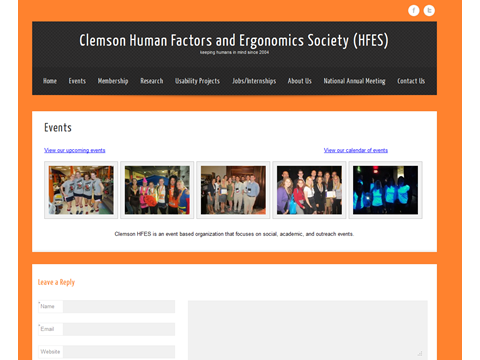 Clemson Human Factors and Ergonomics Society (HFES)
keeping humans in mind since 2004
Home Events Membership Research Usability Projects Jobs/Internships About Us National Annual Meeting Contact Us
Events
View our upcoming events View our calendar of events
Clemson HFES is an event based organization that focuses on social, academic, and outreach events.
Leave a Reply
*Name
*Email
Website